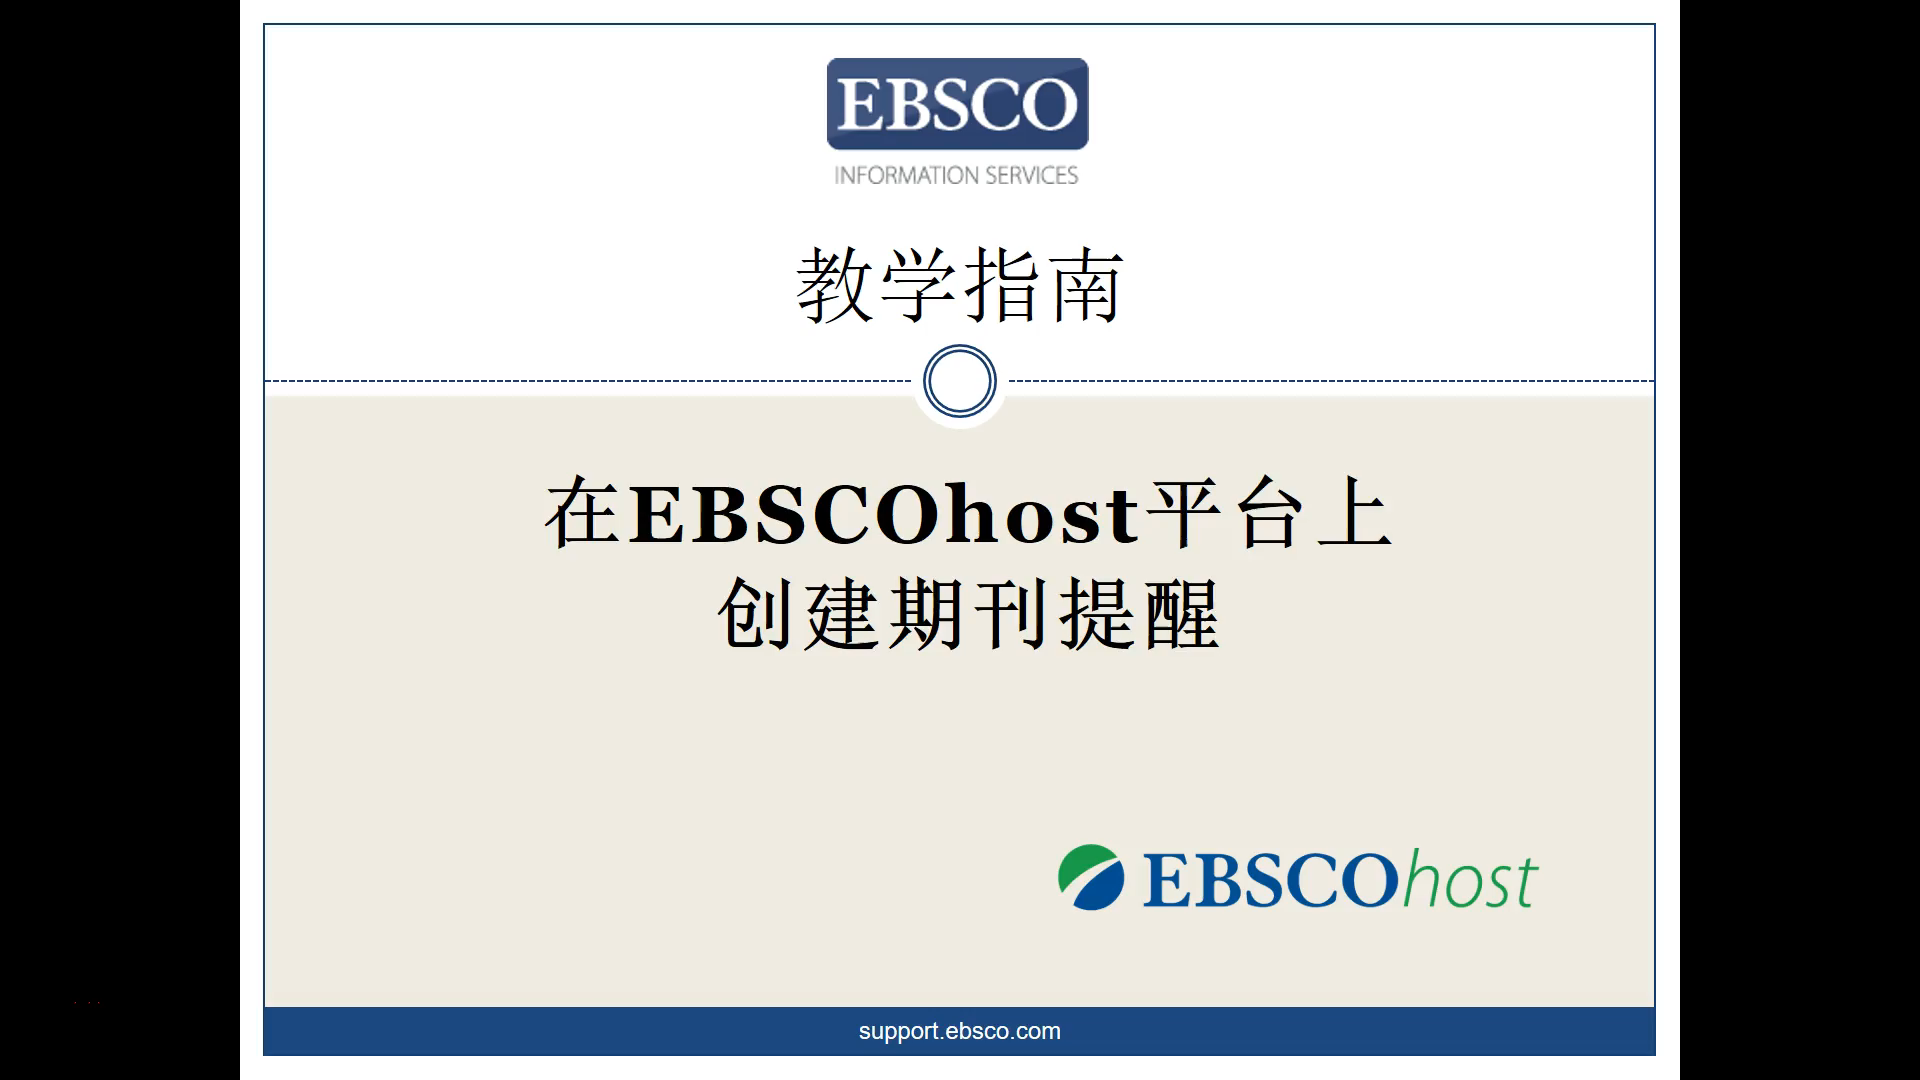 EBSCO
INFORMATION SERVICES
教学指南
在EBSCOhost平台上
创建期刊提醒
EBSCOhost
support.ebsco.com